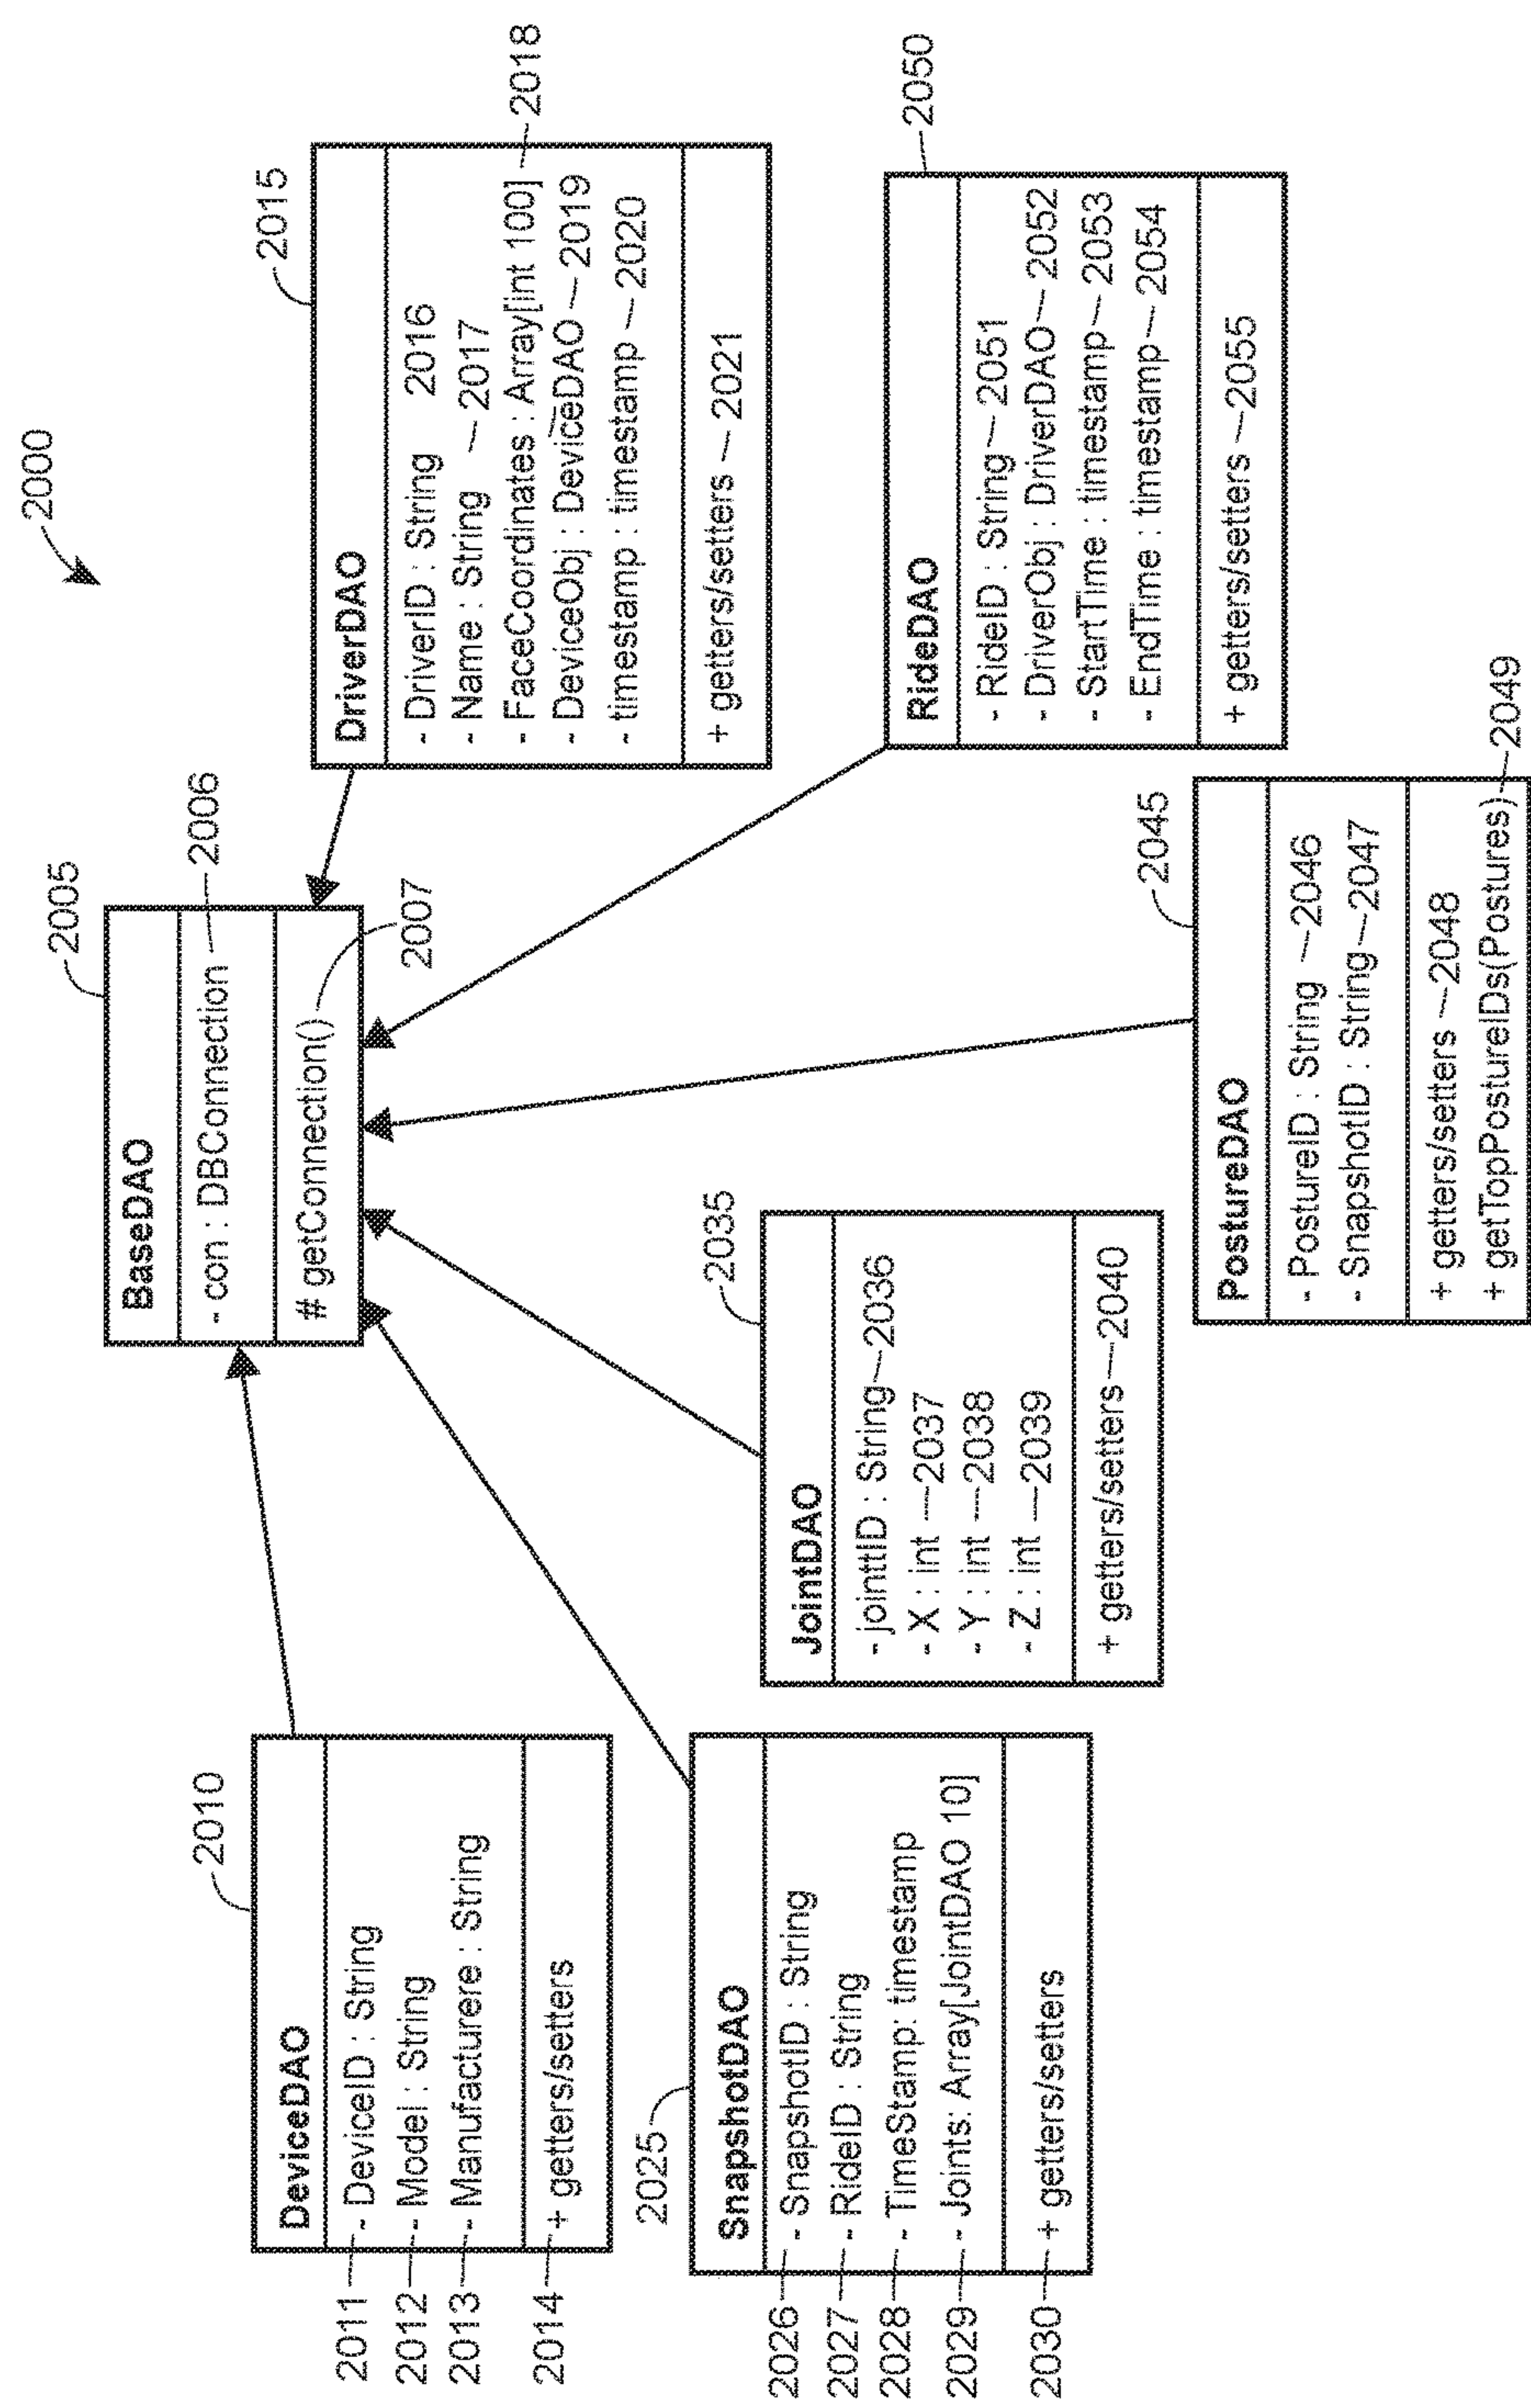 2000
2005
BaseDAO
- con : DBConnection 2006
# getConnection()
2007
2010
DeviceDAO
2011 - DeviceID : String
2012 - Model : String
2013 - Manufacturere : String
2014 + getters/setters
2015
DriverDAO
- DriverID : String 2016
- Name : String 2017
- FaceCoordinates : Array[int 100] 2018
- DeviceObj : DeviceDAO 2019
- timestamp : timestamp 2020
+ getters/setters 2021
2025
SnapshotDAO
2026 - SnapshotID : String
2027 - RideID : String
2028 - TimeStamp: timestamp
2029 - Joints: Array[JointDAO 10]
2030 + getters/setters
2035
JointDAO
- jointtID : String 2036
- X : int 2037
- Y : int 2038
- Z : int 2039
+ getters/setters 2040
2045
PostureDAO
- PostureID : String 2046
- SnapshotID : String 2047
+ getters/setters 2048
+ getTopPostureIDs(Postures) 2049
2050
RideDAO
- RideID : String 2051
- DriverObj : DriverDAO 2052
- StartTime : timestamp 2053
- EndTime : timestamp 2054
+ getters/setters 2055